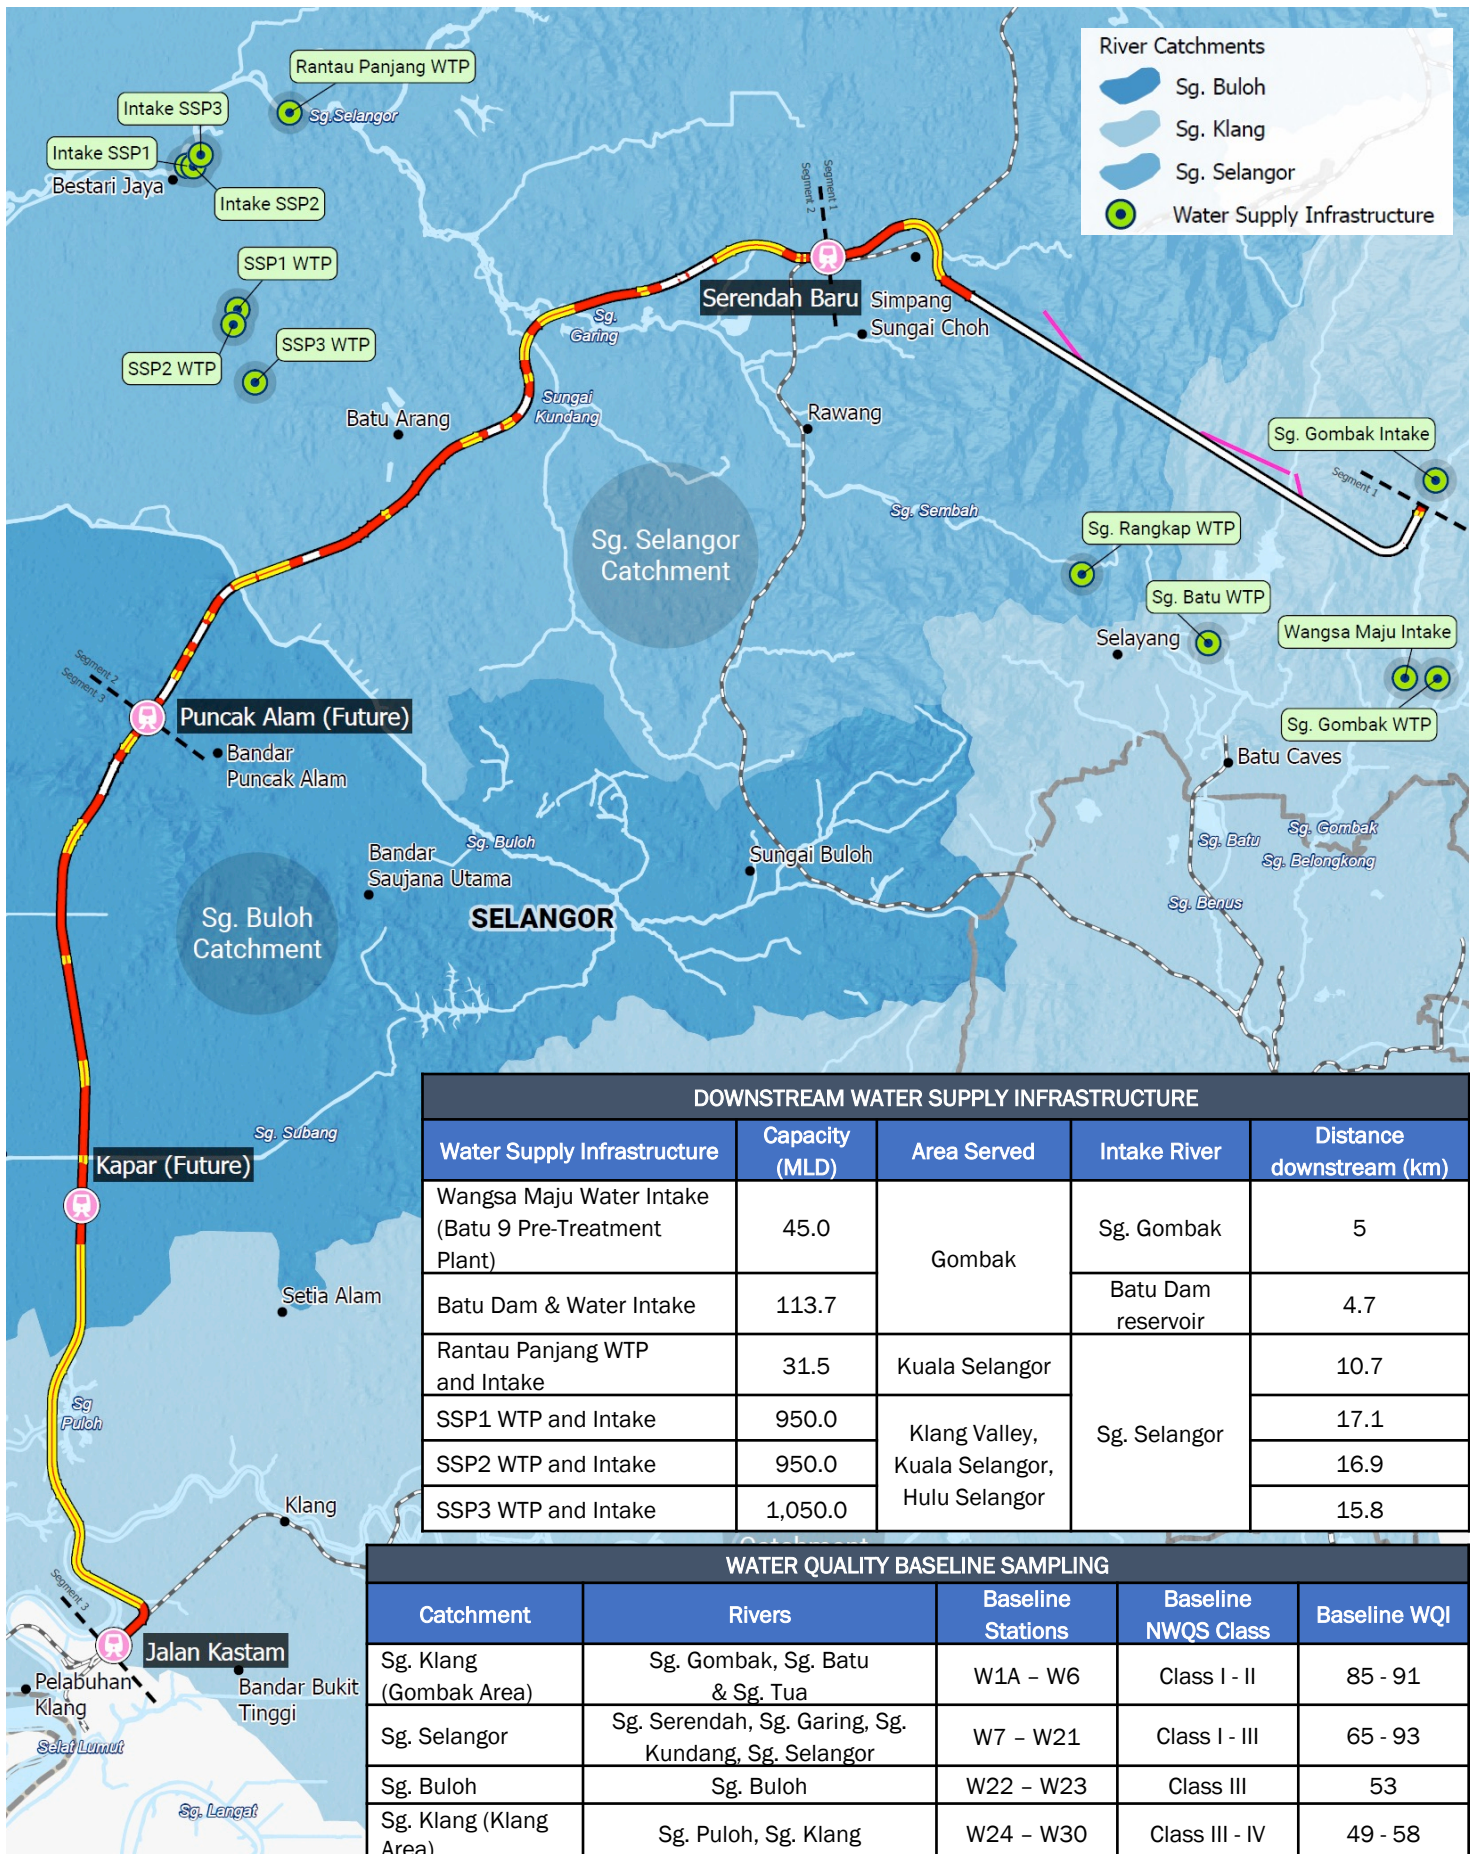 River Catchments
Sg. Buloh
Sg. Klang
Sg. Selangor
Water Supply Infrastructure
Rantau Panjang WTP
Intake SSP3
Sg.Selangor
Intake SSP1
Bestari Jaya
Intake SSP2
Segment 1
Segment 2
SSP1 WTP
Serendah Baru
Simpang
Sungai Choh
Sg.
Garing
SSP3 WTP
SSP2 WTP
Sungai
Kundang
Batu Arang
Rawang
Sg. Gombak Intake
Segment 1
Sg. Sembah
Sg. Rangkap WTP
Sg. Selangor
Catchment
Sg. Batu WTP
Selayang
Wangsa Maju Intake
Sg. Gombak WTP
Segment 2
Segment 3
Puncak Alam (Future)
Bandar
Puncak Alam
Batu Caves
Sg. Buloh
Sg. Batu
Sg. Gombak
Sg. Belongkong
Sungai Buloh
Bandar
Saujana Utama
Sg. Benus
SELANGOR
Sg. Buloh
Catchment
Sg. Subang
Kapar (Future)
Setia Alam
Sg
Puloh
Klang
Segment 3
Jalan Kastam
Pelabuhan
Klang
Bandar Bukit
Tinggi
Selat Lumut
Sg. Langat
DOWNSTREAM WATER SUPPLY INFRASTRUCTURE
Water Supply Infrastructure Capacity (MLD) Area Served Intake River Distance downstream (km)
Wangsa Maju Water Intake
(Batu 9 Pre-Treatment
Plant)
45.0
Gombak
Sg. Gombak
5
Batu Dam & Water Intake
113.7
Batu Dam
reservoir
4.7
Rantau Panjang WTP
and Intake
31.5
Kuala Selangor
Sg. Selangor
10.7
SSP1 WTP and Intake
950.0
Klang Valley,
Kuala Selangor,
Hulu Selangor
17.1
SSP2 WTP and Intake
950.0
16.9
SSP3 WTP and Intake
1,050.0
15.8
Catchment
WATER QUALITY BASELINE SAMPLING
Catchment Rivers Baseline Stations Baseline NWQS Class Baseline WQI
Sg. Klang
(Gombak Area)
Sg. Gombak, Sg. Batu
& Sg. Tua
W1A – W6
Class I - II
85 - 91
Sg. Selangor
Sg. Serendah, Sg. Garing, Sg.
Kundang, Sg. Selangor
W7 – W21
Class I - III
65 - 93
Sg. Buloh
Sg. Buloh
W22 – W23
Class III
53
Sg. Klang (Klang
Area)
Sg. Puloh, Sg. Klang
W24 – W30
Class III - IV
49 - 58